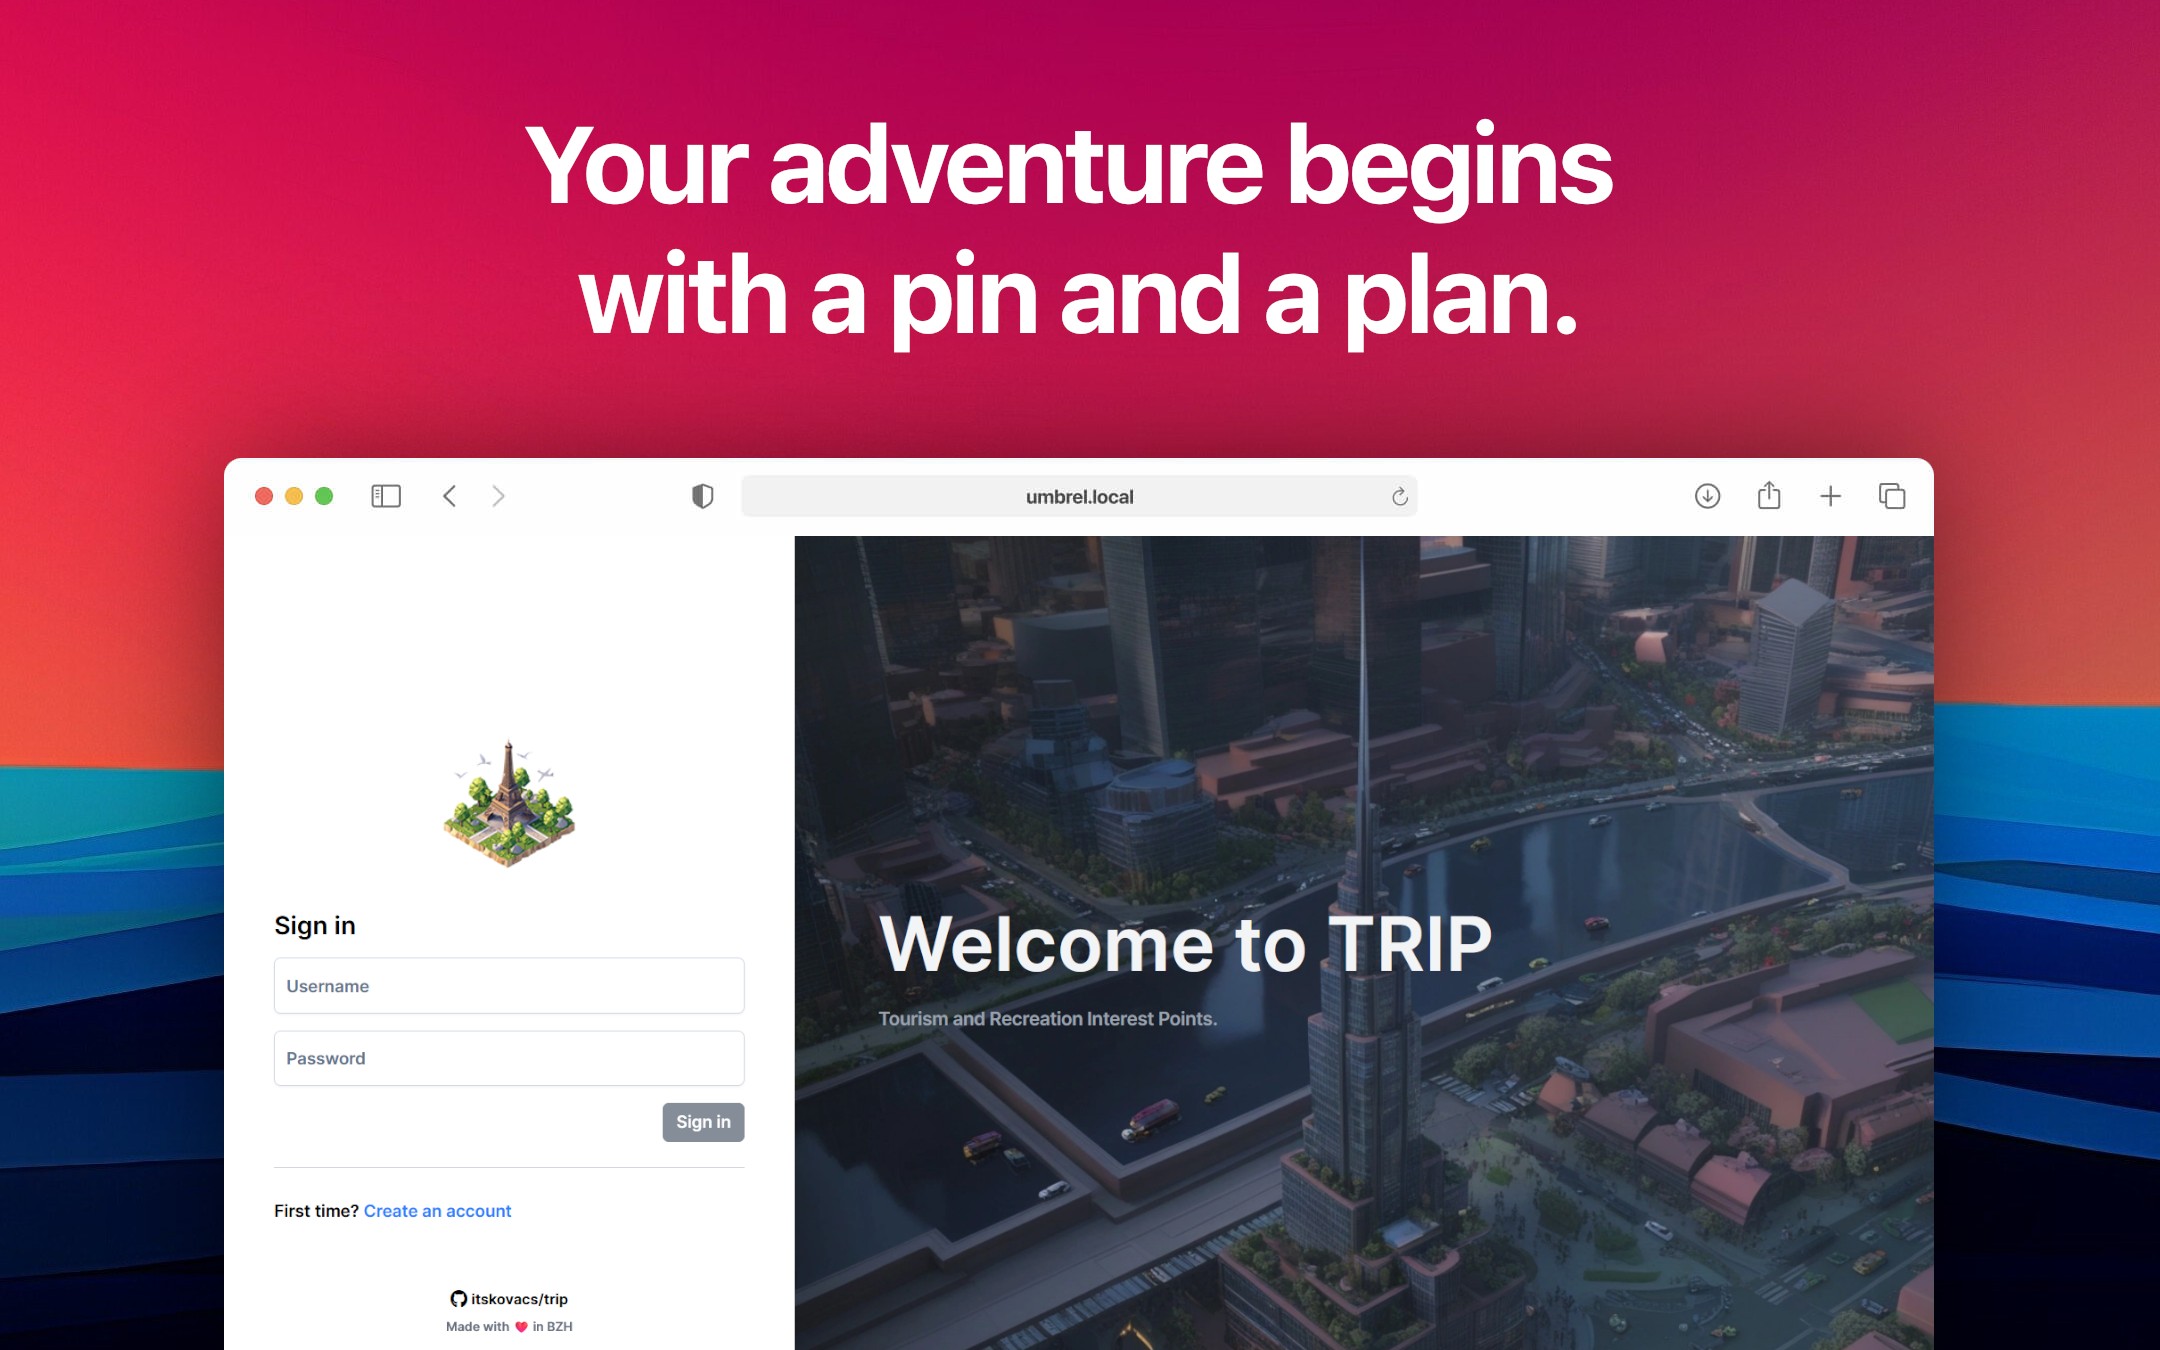 Your adventure begins
with a pin and a plan.
umbrel.local
Sign in
Username
Password
Sign in
First time? Create an account
itskovacs/trip
Made with ❤️ in BZH
Welcome to TRIP
Tourism and Recreation Interest Points.